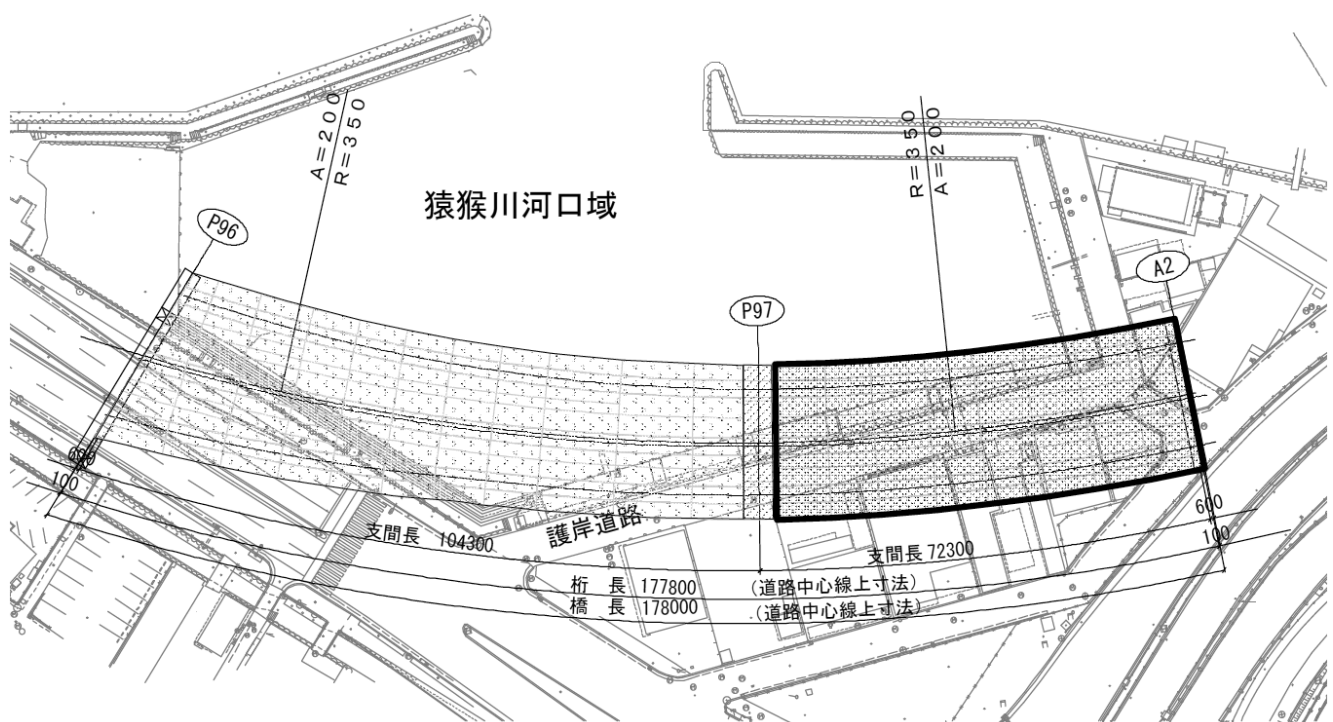 A=200
R=350
R=350
A=200
猿猴川河口域
P96
A2
P97
600
100
護岸道路
支間長 104300
支間長 72300
600
100
桁 長 177800 (道路中心線上寸法)
橋 長 178000 (道路中心線上寸法)